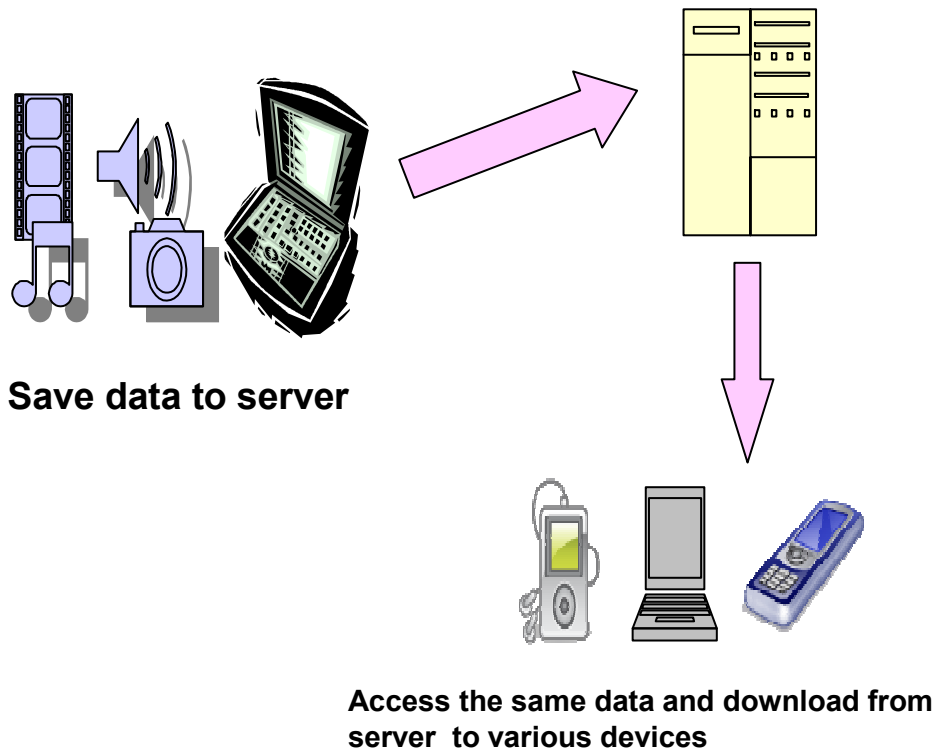 Save data to server
Access the same data and download from
server to various devices